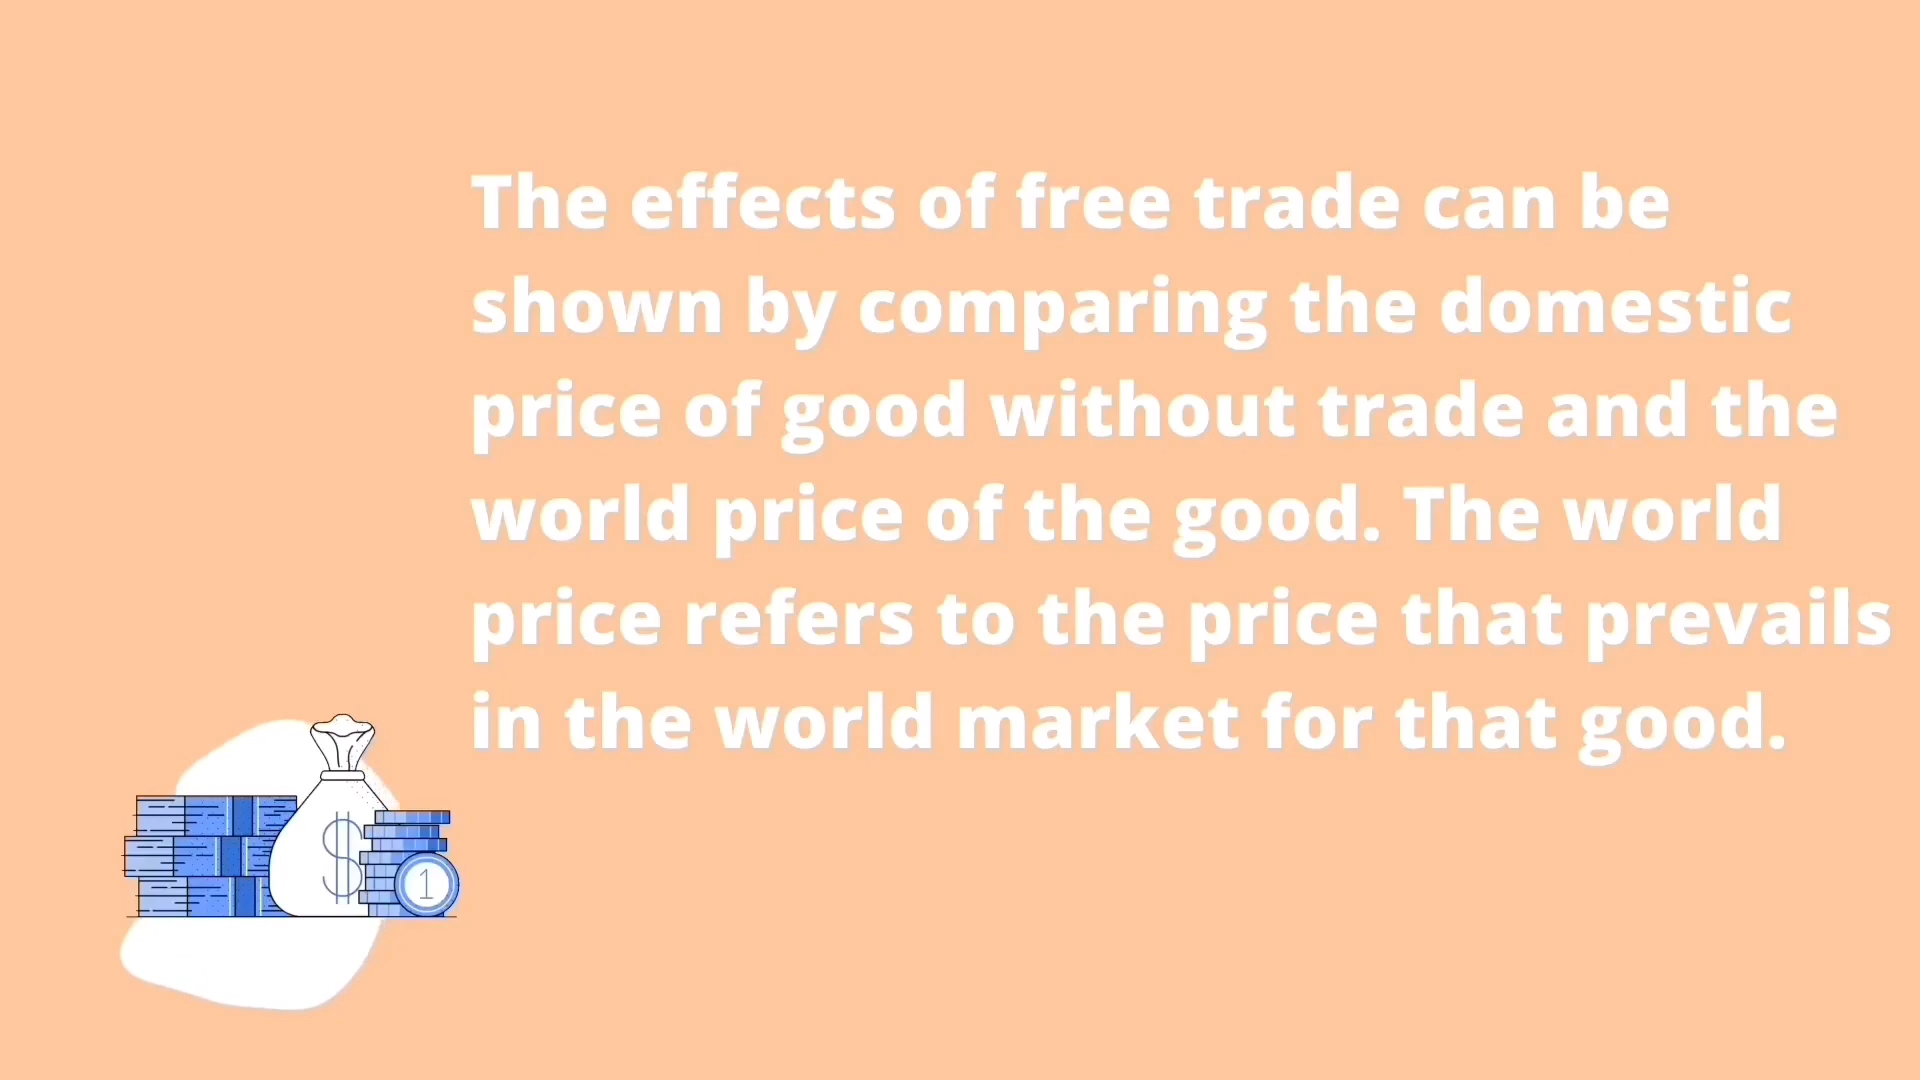 The effects of free trade can be
shown by comparing the domestic
price of good without trade and the
world price of the good. The world
price refers to the price that prevails
in the world market for that good.
$
1